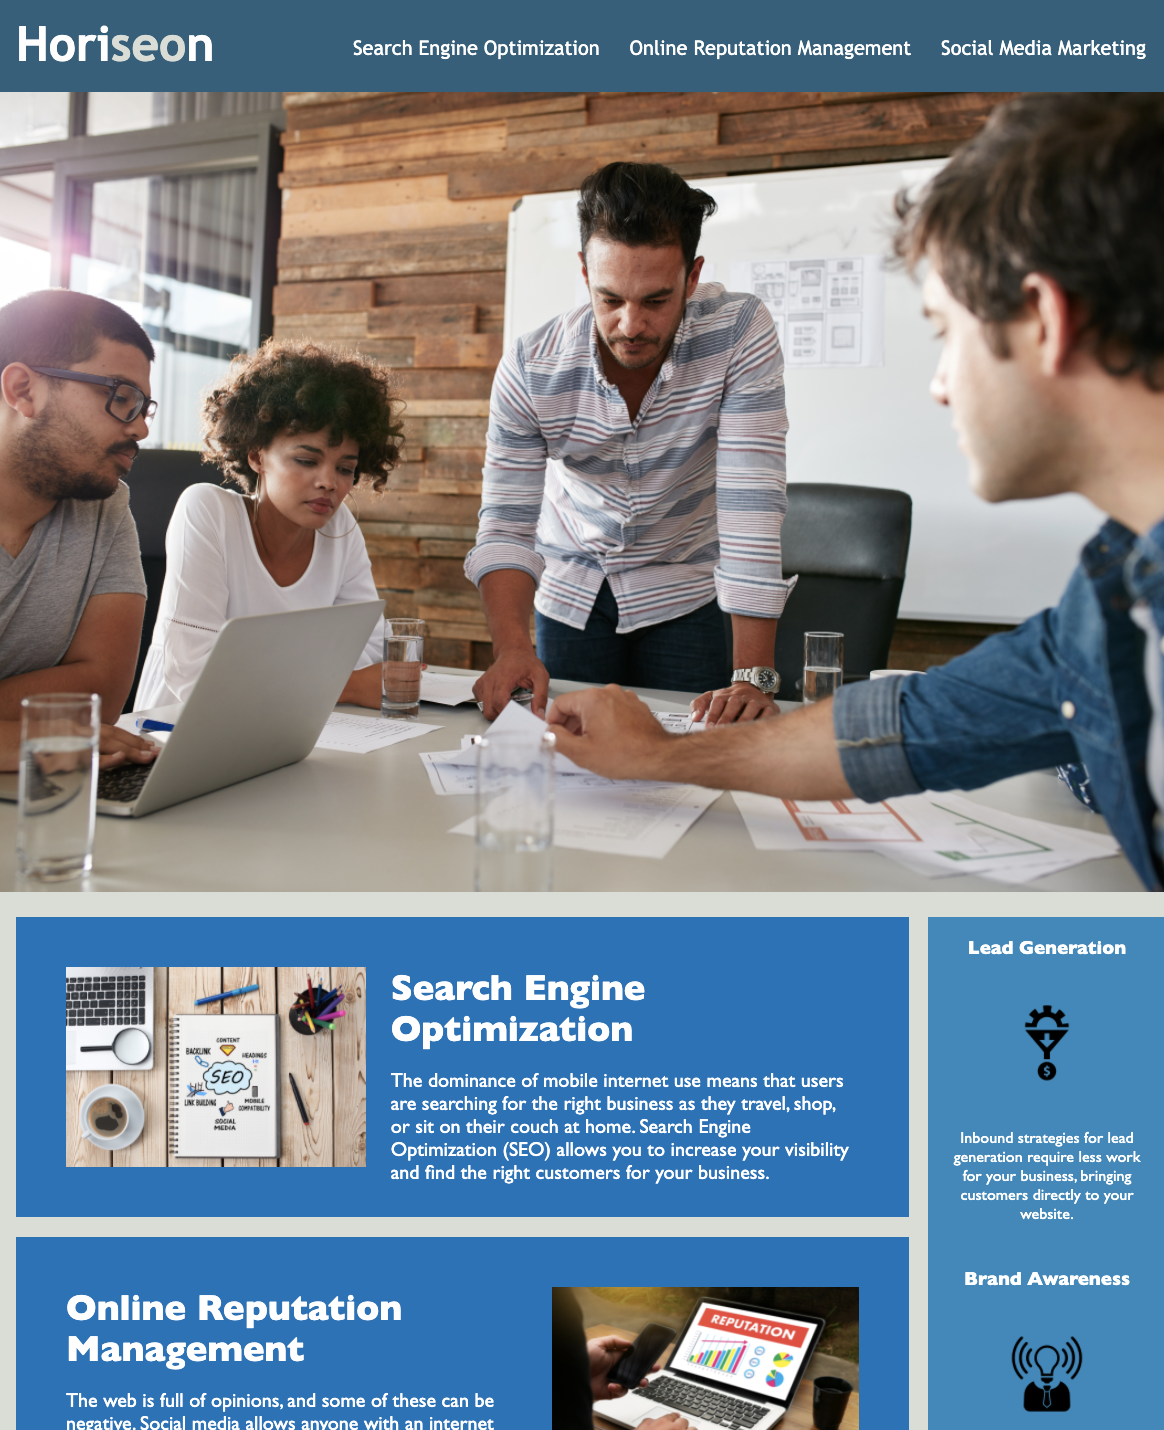 Horiseon
Search Engine Optimization
Online Reputation Management
Social Media Marketing
Search Engine
Optimization
The dominance of mobile internet use means that users
are searching for the right business as they travel, shop,
or sit on their couch at home. Search Engine
Optimization (SEO) allows you to increase your visibility
and find the right customers for your business.
CONTENT
BACKLINK
HEADINGS
SEO
LINK BUILDING
MOBILE
COMPATIBILITY
SOCIAL
MEDIA
Lead Generation
$
Inbound strategies for lead
generation require less work
for your business, bringing
customers directly to your
website.
Online Reputation
Management
The web is full of opinions, and some of these can be
negative. Social media allows anyone with an internet
REPUTATION
Brand Awareness